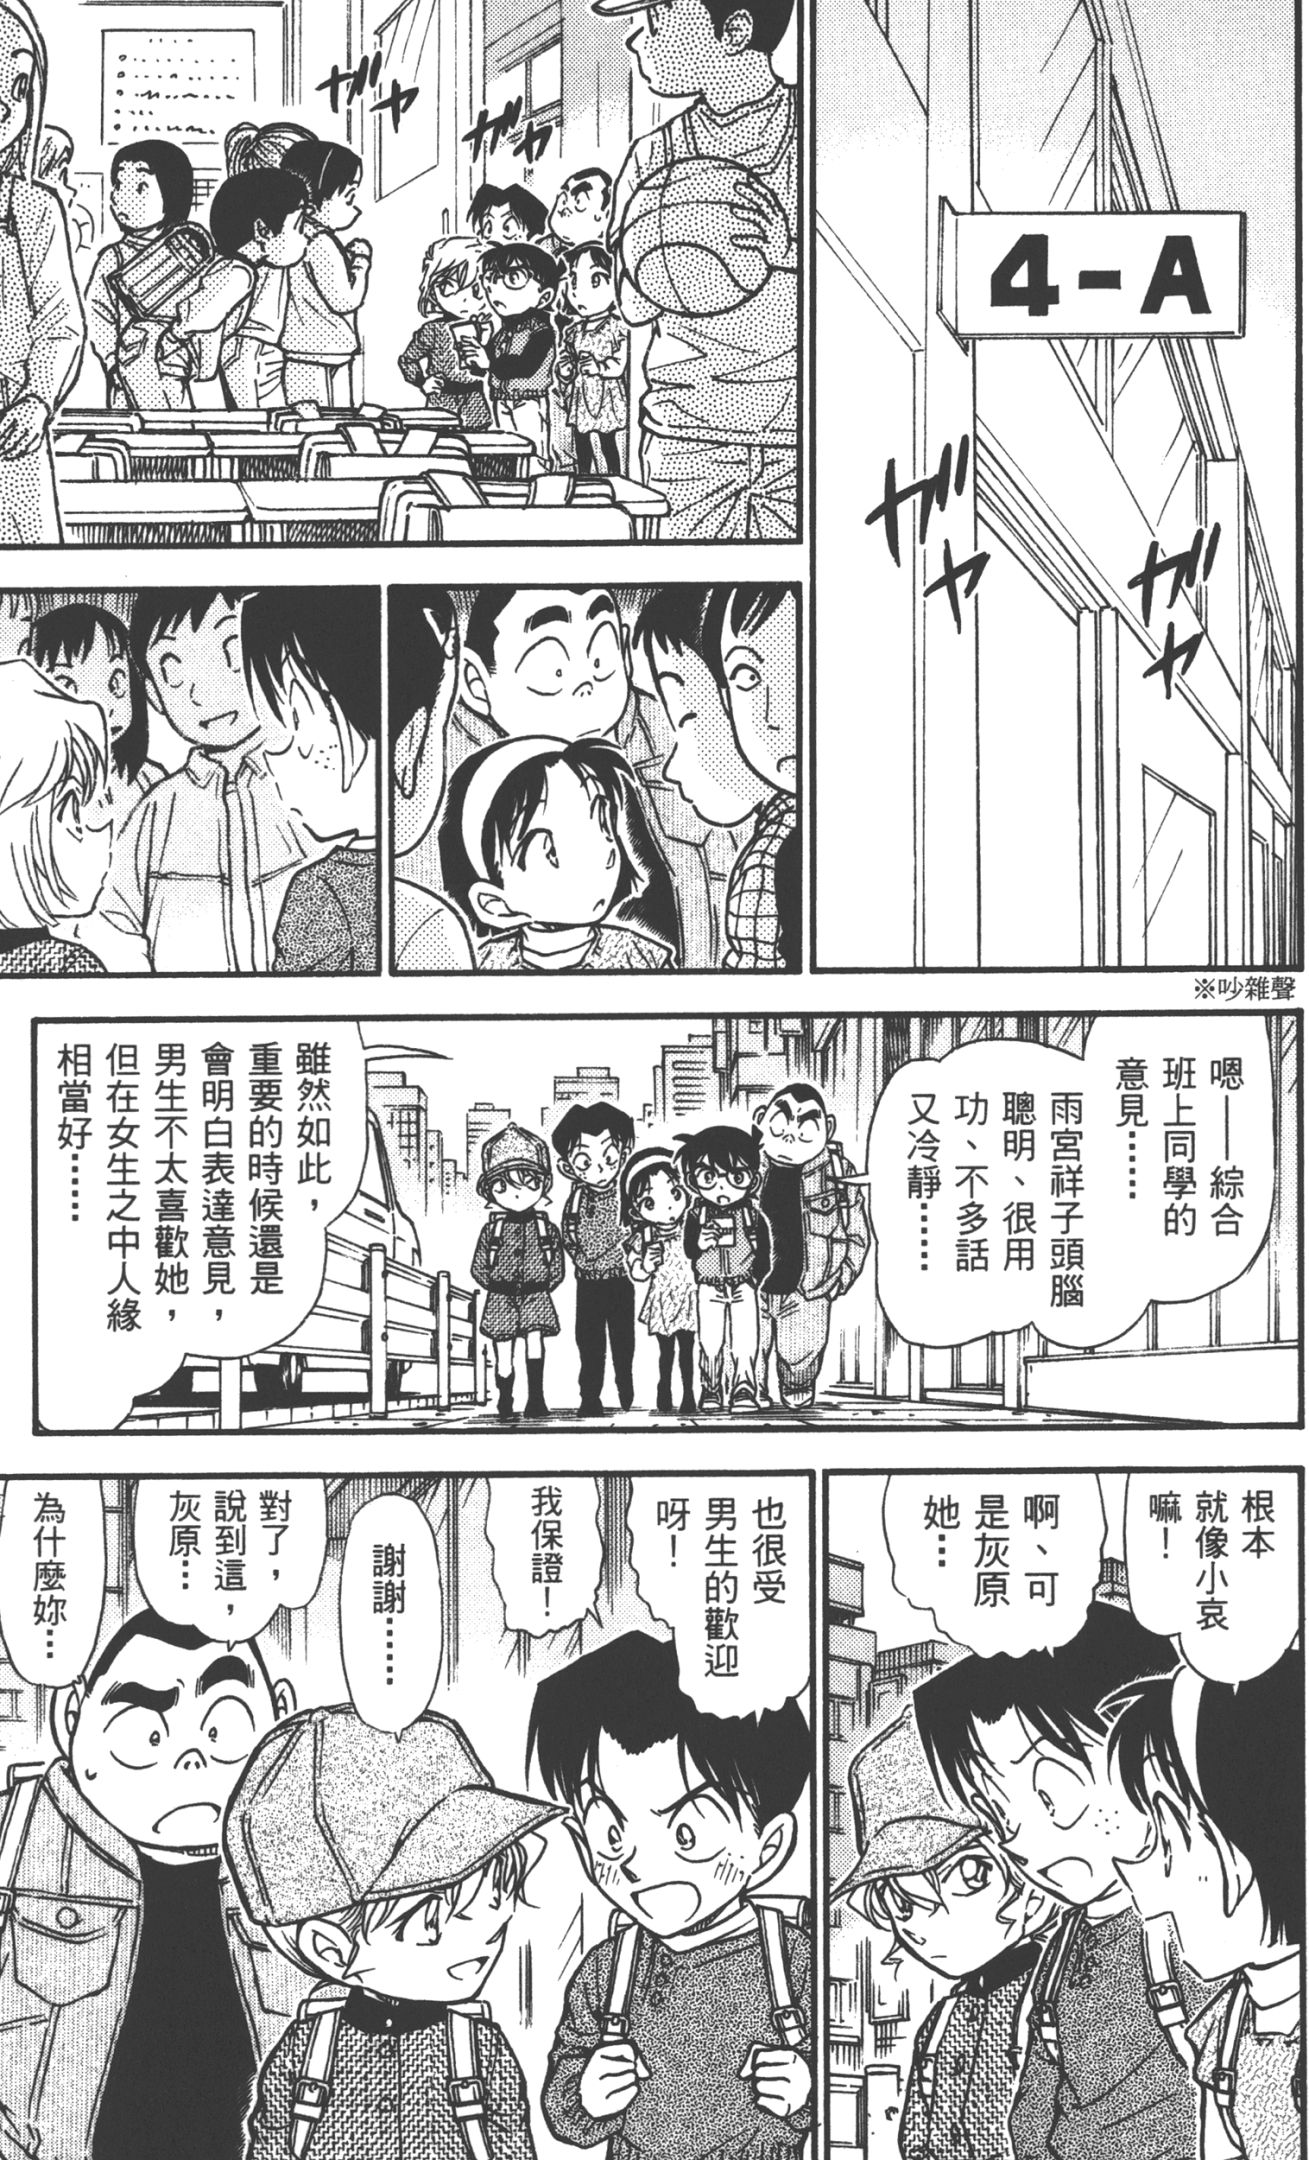 4-A
ガヤ
ガヤ
ガヤ
ガヤ
※吵雜聲
嗯─綜合
班上同學的
意見……
雨宮祥子頭腦
聰明、很用
功、不多話
又冷靜……
雖然如此，
重要的時候還是
會明白表達意見，
男生不太喜歡她，
但在女生之中人緣
相當好……
根本
就像小哀
嘛！
啊、可
是灰原
她…
也很受
男生的歡迎
呀！
我保證！
謝謝……
對了，
說到這，
灰原…
為什麼妳…